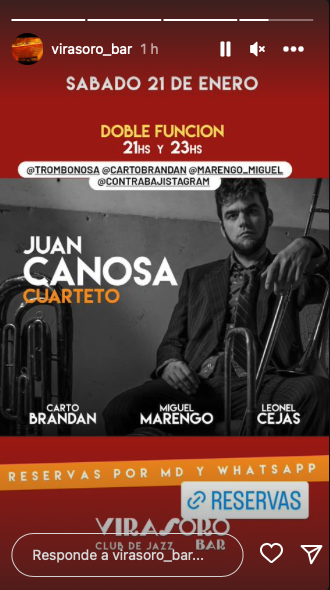 virasoro_bar 1 h
SABADO 21 DE ENERO
DOBLE FUNCION
21HS Y 23HS
@TROMBONOSA @CARTOBRANDAN @MARENGO_MIGUEL
@CONTRABAJISTAGRAM
JUAN
CANOSA
CUARTETO
CARTO
BRANDAN
MIGUEL
MARENGO
LEONEL
CEJAS
RESERVAS POR MD Y WHATSAPP
RESERVAS
VIRASORO
CLUB DE JAZZ BAR
Responde a virasoro_bar...